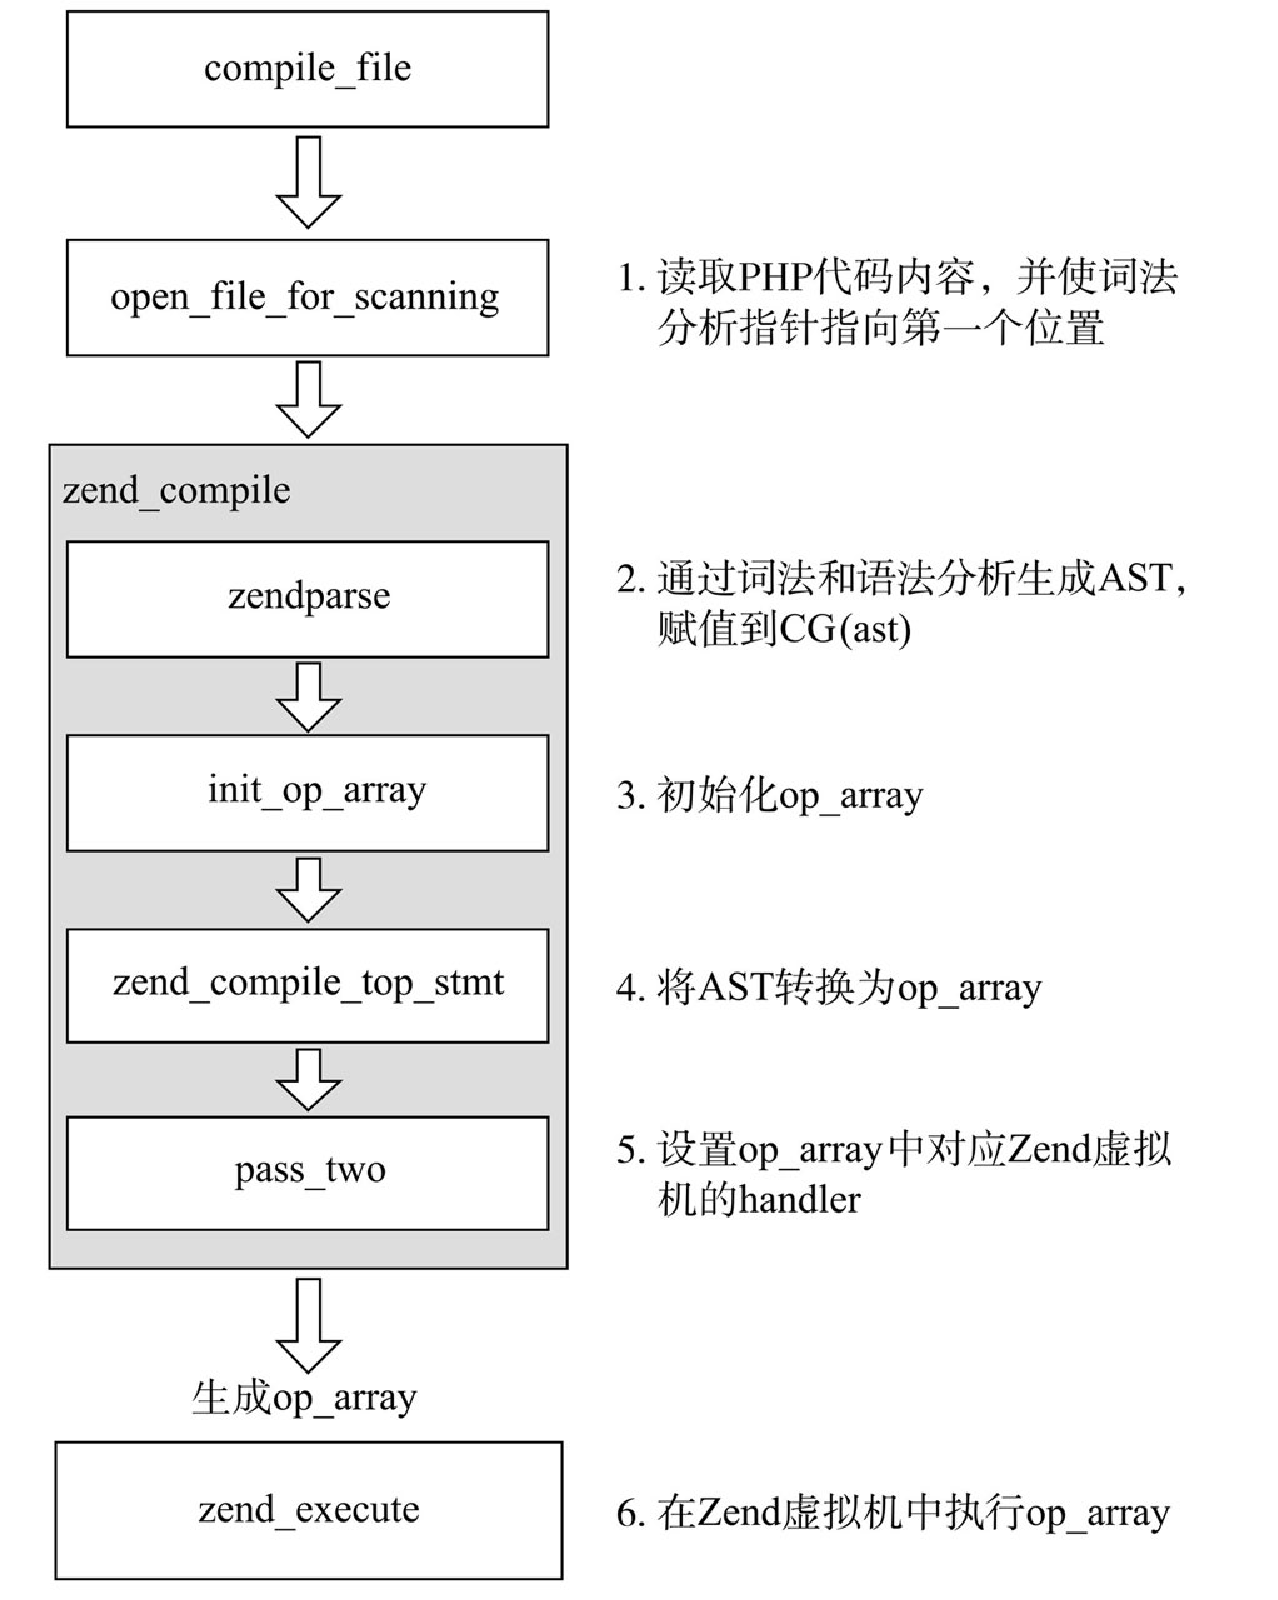 compile_file
open_file_for_scanning
1. 读取PHP代码内容，并使词法
分析指针指向第一个位置
zend_compile
zendparse
2. 通过词法和语法分析生成AST，
赋值到CG(ast)
init_op_array
3. 初始化op_array
zend_compile_top_stmt
4. 将AST转换为op_array
pass_two
5. 设置op_array中对应Zend虚拟
机的handler
生成op_array
zend_execute
6. 在Zend虚拟机中执行op_array